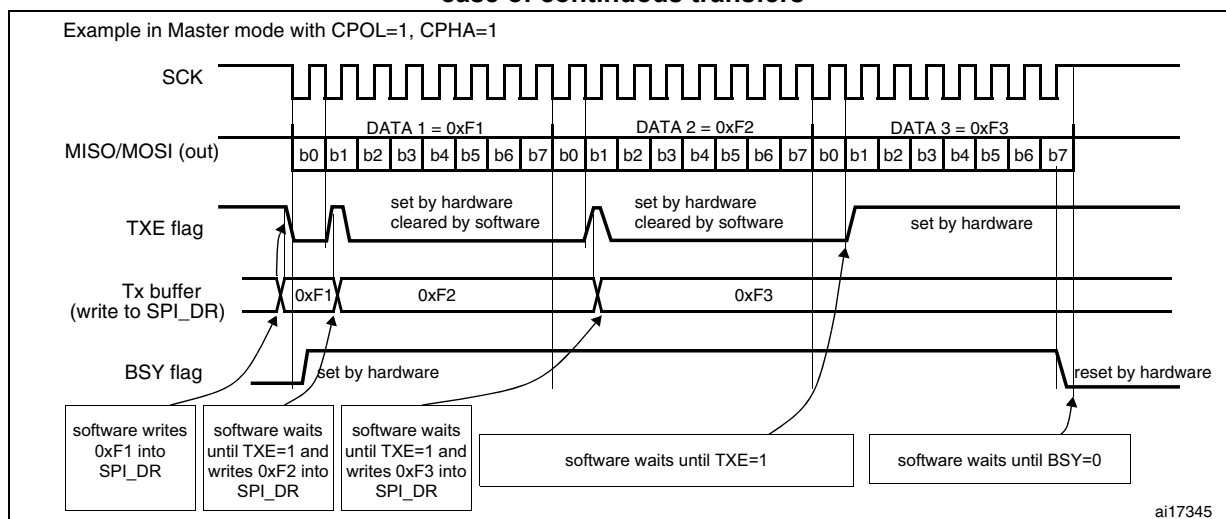 case of continuous transfers
Example in Master mode with CPOL=1, CPHA=1
SCK
DATA 1 = 0xF1 DATA 2 = 0xF2 DATA 3 = 0xF3
MISO/MOSI (out)
b0 b1 b2 b3 b4 b5 b6 b7 b0 b1 b2 b3 b4 b5 b6 b7 b0 b1 b2 b3 b4 b5 b6 b7
TXE flag
set by hardware
cleared by software
set by hardware
cleared by software
set by hardware
Tx buffer
(write to SPI_DR)
0xF1 0xF2 0xF3
BSY flag
set by hardware
reset by hardware
software writes
0xF1 into
SPI_DR
software waits
until TXE=1 and
writes 0xF2 into
SPI_DR
software waits
until TXE=1 and
writes 0xF3 into
SPI_DR
software waits until TXE=1
software waits until BSY=0
ai17345